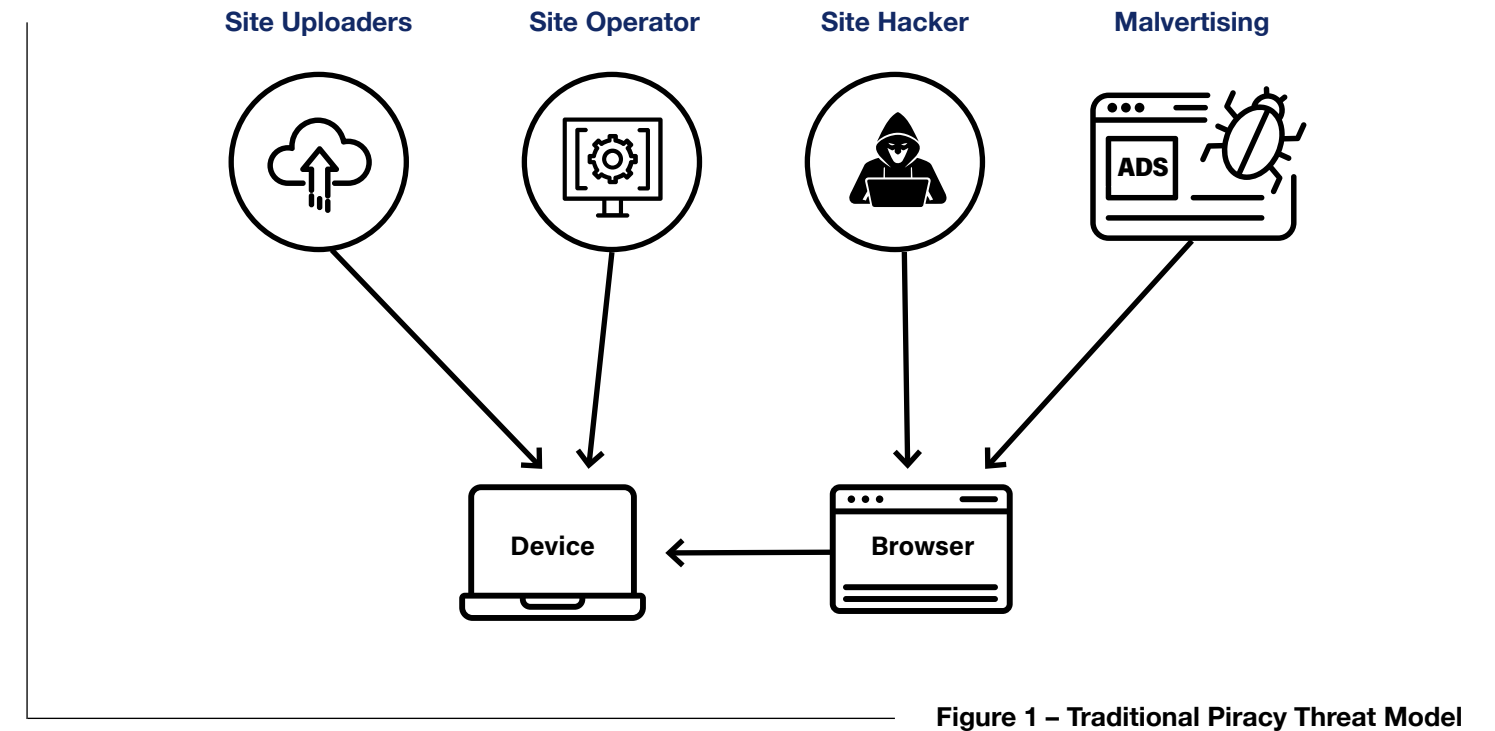 Site Uploaders
Site Operator
Site Hacker
Malvertising
ADS
Device
Browser
Figure 1 – Traditional Piracy Threat Model